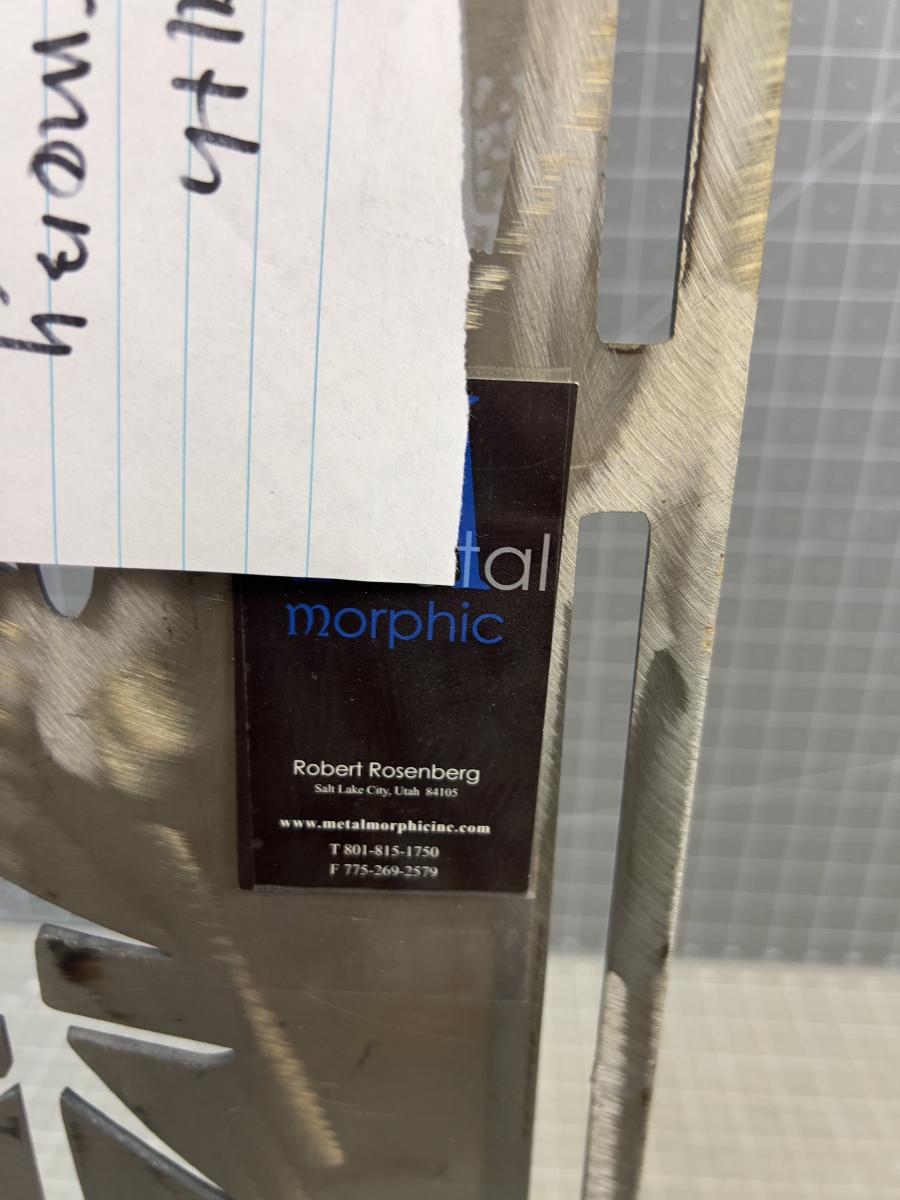 tal
morphic
Robert Rosenberg
Salt Lake City, Utah 84105
www.metalmorphicinc.com
T 801-815-1750
F 775-269-2579